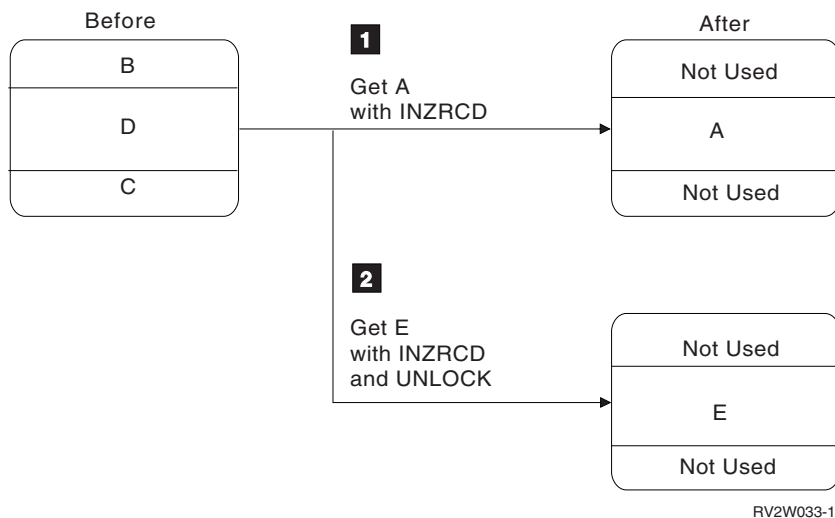 Before
B
D
C
1
Get A
with INZRCD
After
Not Used
A
Not Used
2
Get E
with INZRCD
and UNLOCK
Not Used
E
Not Used
RV2W033-1